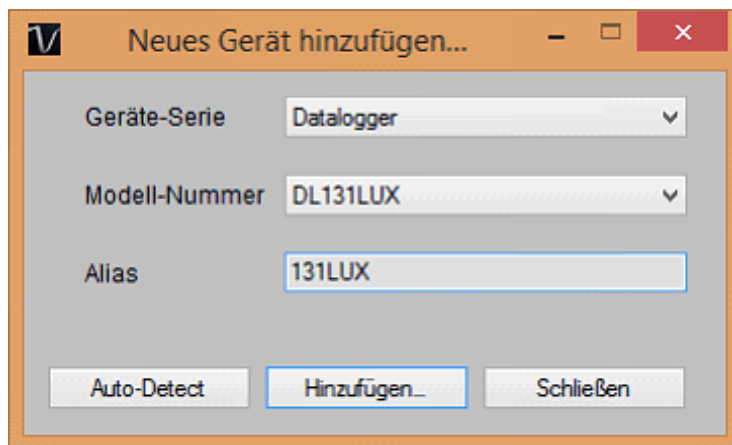 Neues Gerät hinzufügen...
Geräte-Serie Datalogger
Modell-Nummer DL131LUX
Alias 131LUX
Auto-Detect Hinzufügen... Schließen